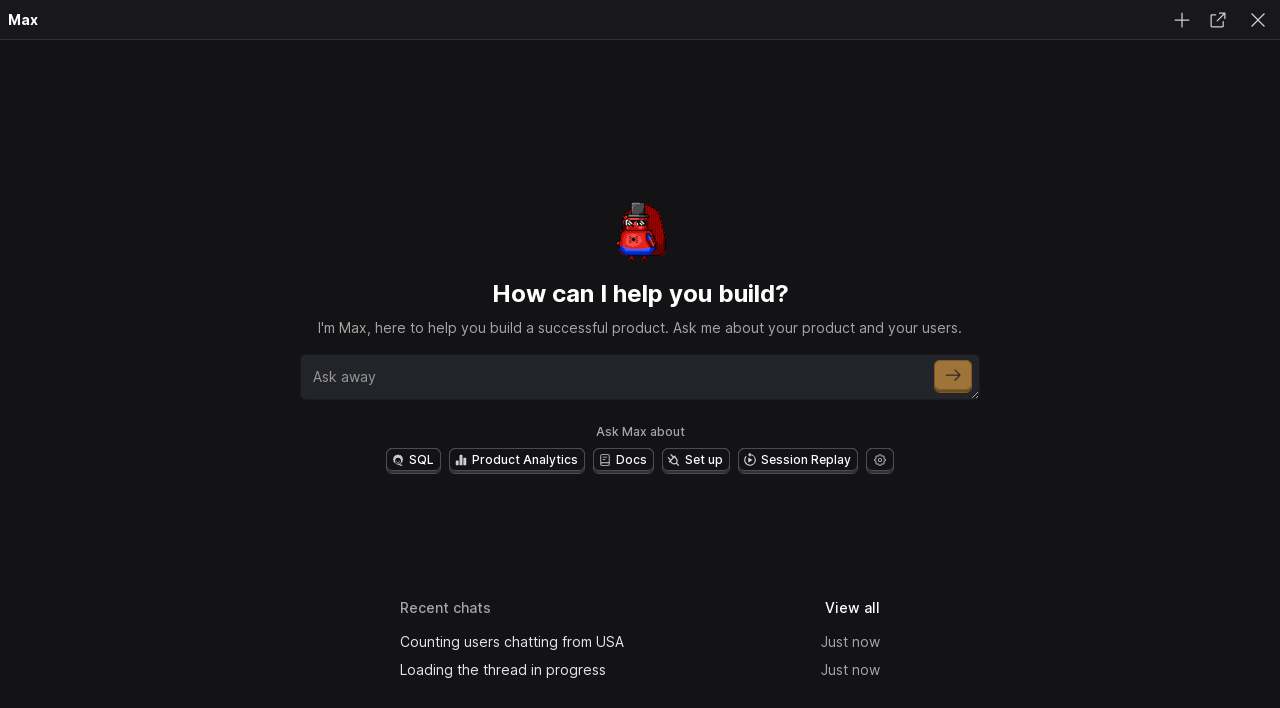 Max
How can I help you build?
I'm Max, here to help you build a successful product. Ask me about your product and your users.
Ask away
Ask Max about
SQL Product Analytics Docs Set up Session Replay
Recent chats View all
Counting users chatting from USA Just now
Loading the thread in progress Just now